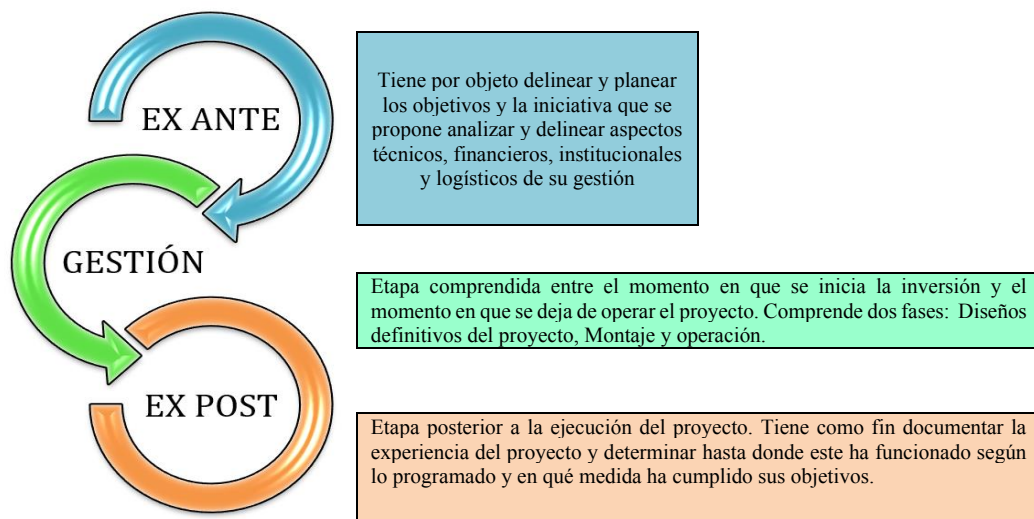 EX ANTE
Tiene por objeto delinear y planear
los objetivos y la iniciativa que se
propone analizar y delinear aspectos
técnicos, financieros, institucionales
y logísticos de su gestión
GESTIÓN
Etapa comprendida entre el momento en que se inicia la inversión y el
momento en que se deja de operar el proyecto. Comprende dos fases: Diseños
definitivos del proyecto, Montaje y operación.
EX POST
Etapa posterior a la ejecución del proyecto. Tiene como fin documentar la
experiencia del proyecto y determinar hasta donde este ha funcionado según
lo programado y en qué medida ha cumplido sus objetivos.